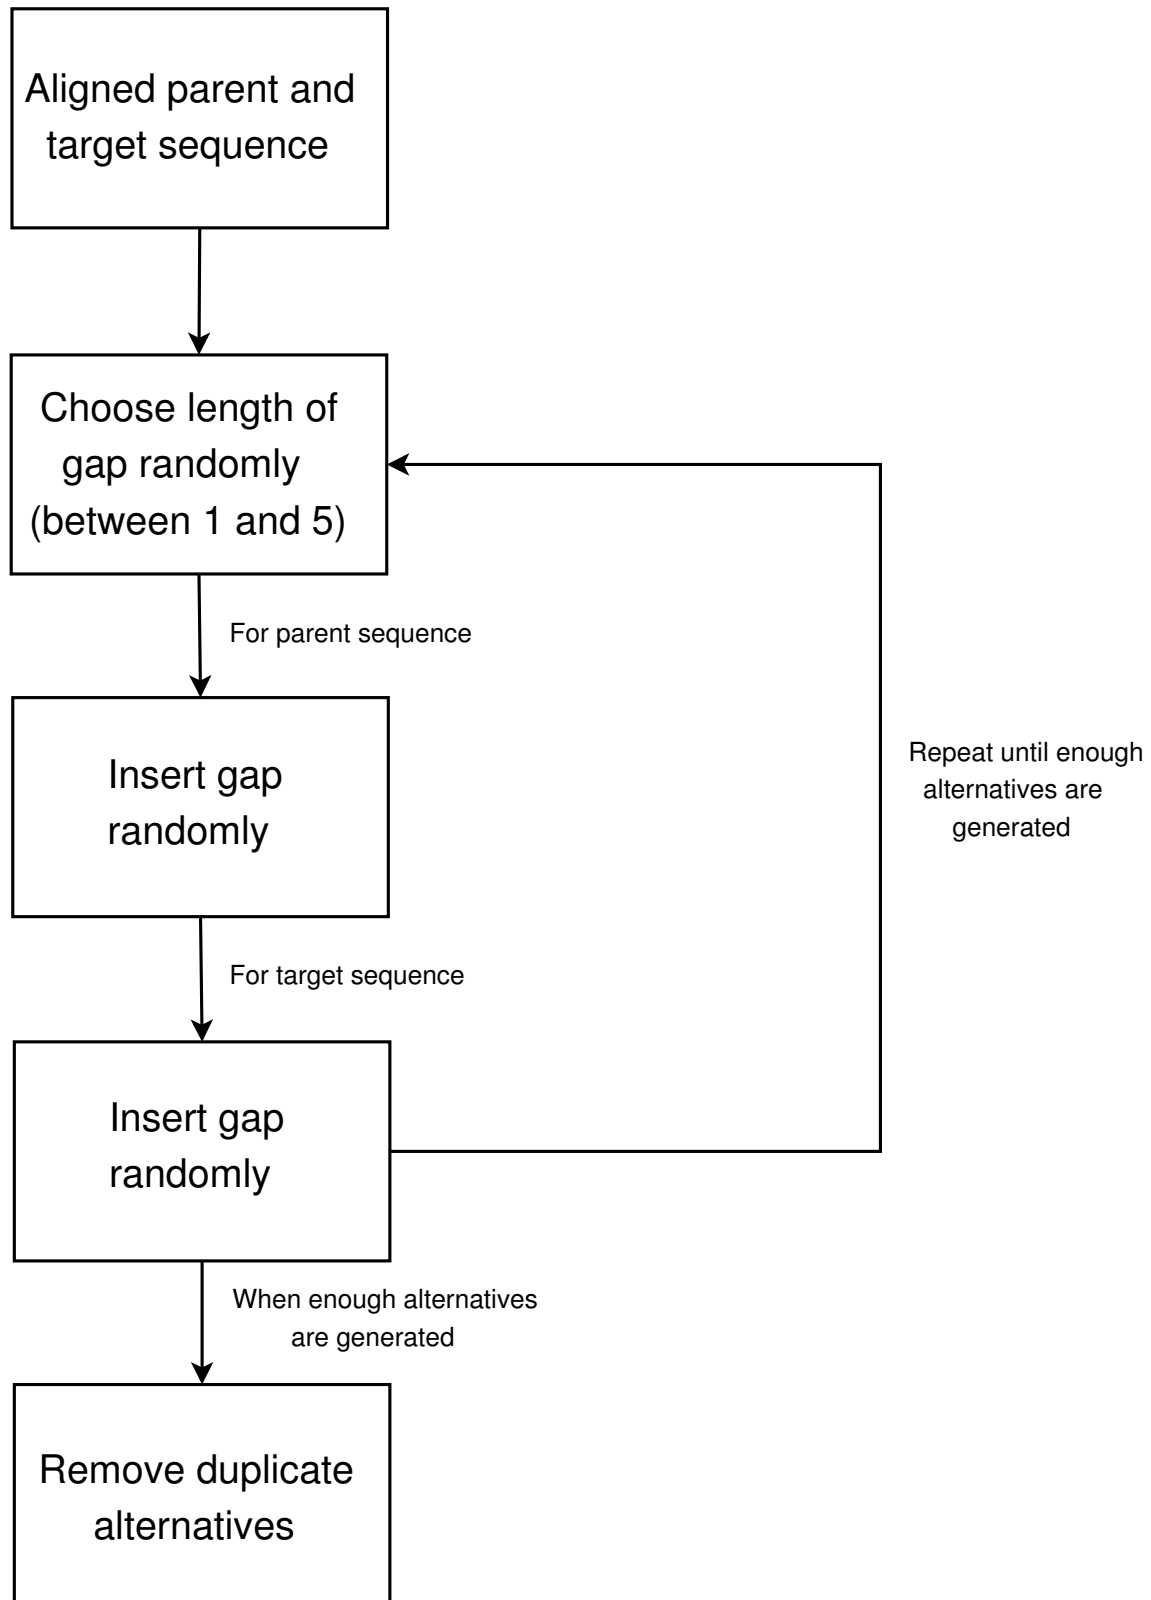 Aligned parent and
target sequence
Choose length of
gap randomly
(between 1 and 5)
For parent sequence
Insert gap
randomly
Repeat until enough
alternatives are
generated
For target sequence
Insert gap
randomly
When enough alternatives
are generated
Remove duplicate
alternatives